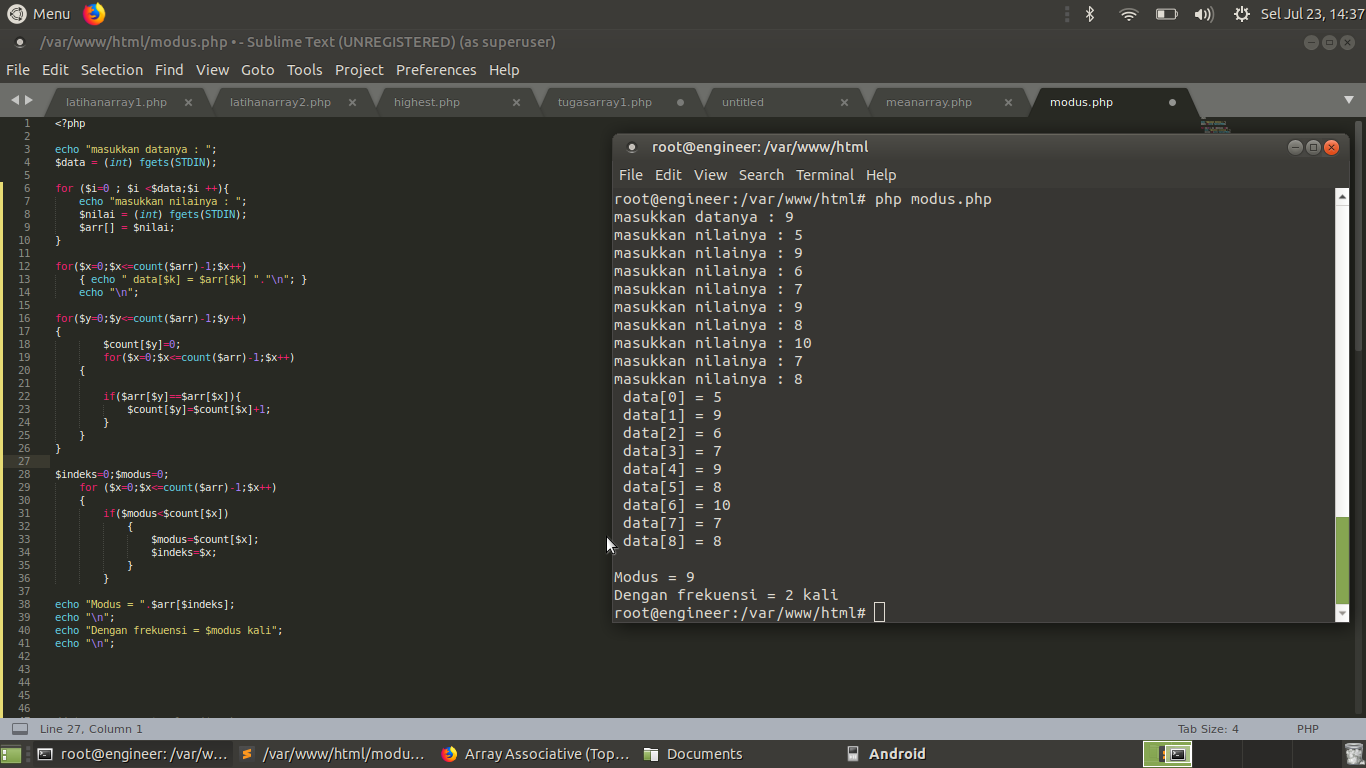 Menu
Sel Jul 23, 14:37
/var/www/html/modus.php • - Sublime Text (UNREGISTERED) (as superuser)
File Edit Selection Find View Goto Tools Project Preferences Help
latihanarray1.php latihanarray2.php highest.php tugasarray1.php untitled meanarray.php modus.php
1 <?php
2
3 echo "masukkan datanya : ";
4 $data = (int) fgets(STDIN);
5
6 for ($i=0 ; $i <$data;$i ++){
7 echo "masukkan nilainya : ";
8 $nilai = (int) fgets(STDIN);
9 $arr[] = $nilai;
10 }
11
12 for($x=0;$x<=count($arr)-1;$x++)
13 { echo " data[$k] = $arr[$k] "."\n"; }
14 echo "\n";
15
16 for($y=0;$y<=count($arr)-1;$y++)
17 {
18 $count[$y]=0;
19 for($x=0;$x<=count($arr)-1;$x++)
20 {
21
22 if($arr[$y]==$arr[$x]){
23 $count[$y]=$count[$x]+1;
24 }
25 }
26 }
27
28 $indeks=0;$modus=0;
29 for ($x=0;$x<=count($arr)-1;$x++)
30 {
31 if($modus<$count[$x])
32 {
33 $modus=$count[$x];
34 $indeks=$x;
35 }
36 }
37
38 echo "Modus = ".$arr[$indeks];
39 echo "\n";
40 echo "Dengan frekuensi = $modus kali";
41 echo "\n";
42
43
44
45
46
root@engineer: /var/www/html
File Edit View Search Terminal Help
root@engineer:/var/www/html# php modus.php
masukkan datanya : 9
masukkan nilainya : 5
masukkan nilainya : 9
masukkan nilainya : 6
masukkan nilainya : 7
masukkan nilainya : 9
masukkan nilainya : 8
masukkan nilainya : 10
masukkan nilainya : 7
masukkan nilainya : 8
data[0] = 5
data[1] = 9
data[2] = 6
data[3] = 7
data[4] = 9
data[5] = 8
data[6] = 10
data[7] = 7
data[8] = 8
Modus = 9
Dengan frekuensi = 2 kali
root@engineer:/var/www/html#
Line 27, Column 1
Tab Size: 4
PHP
root@engineer: /var/w...
/var/www/html/modu...
Array Associative (Top...
Documents
Android